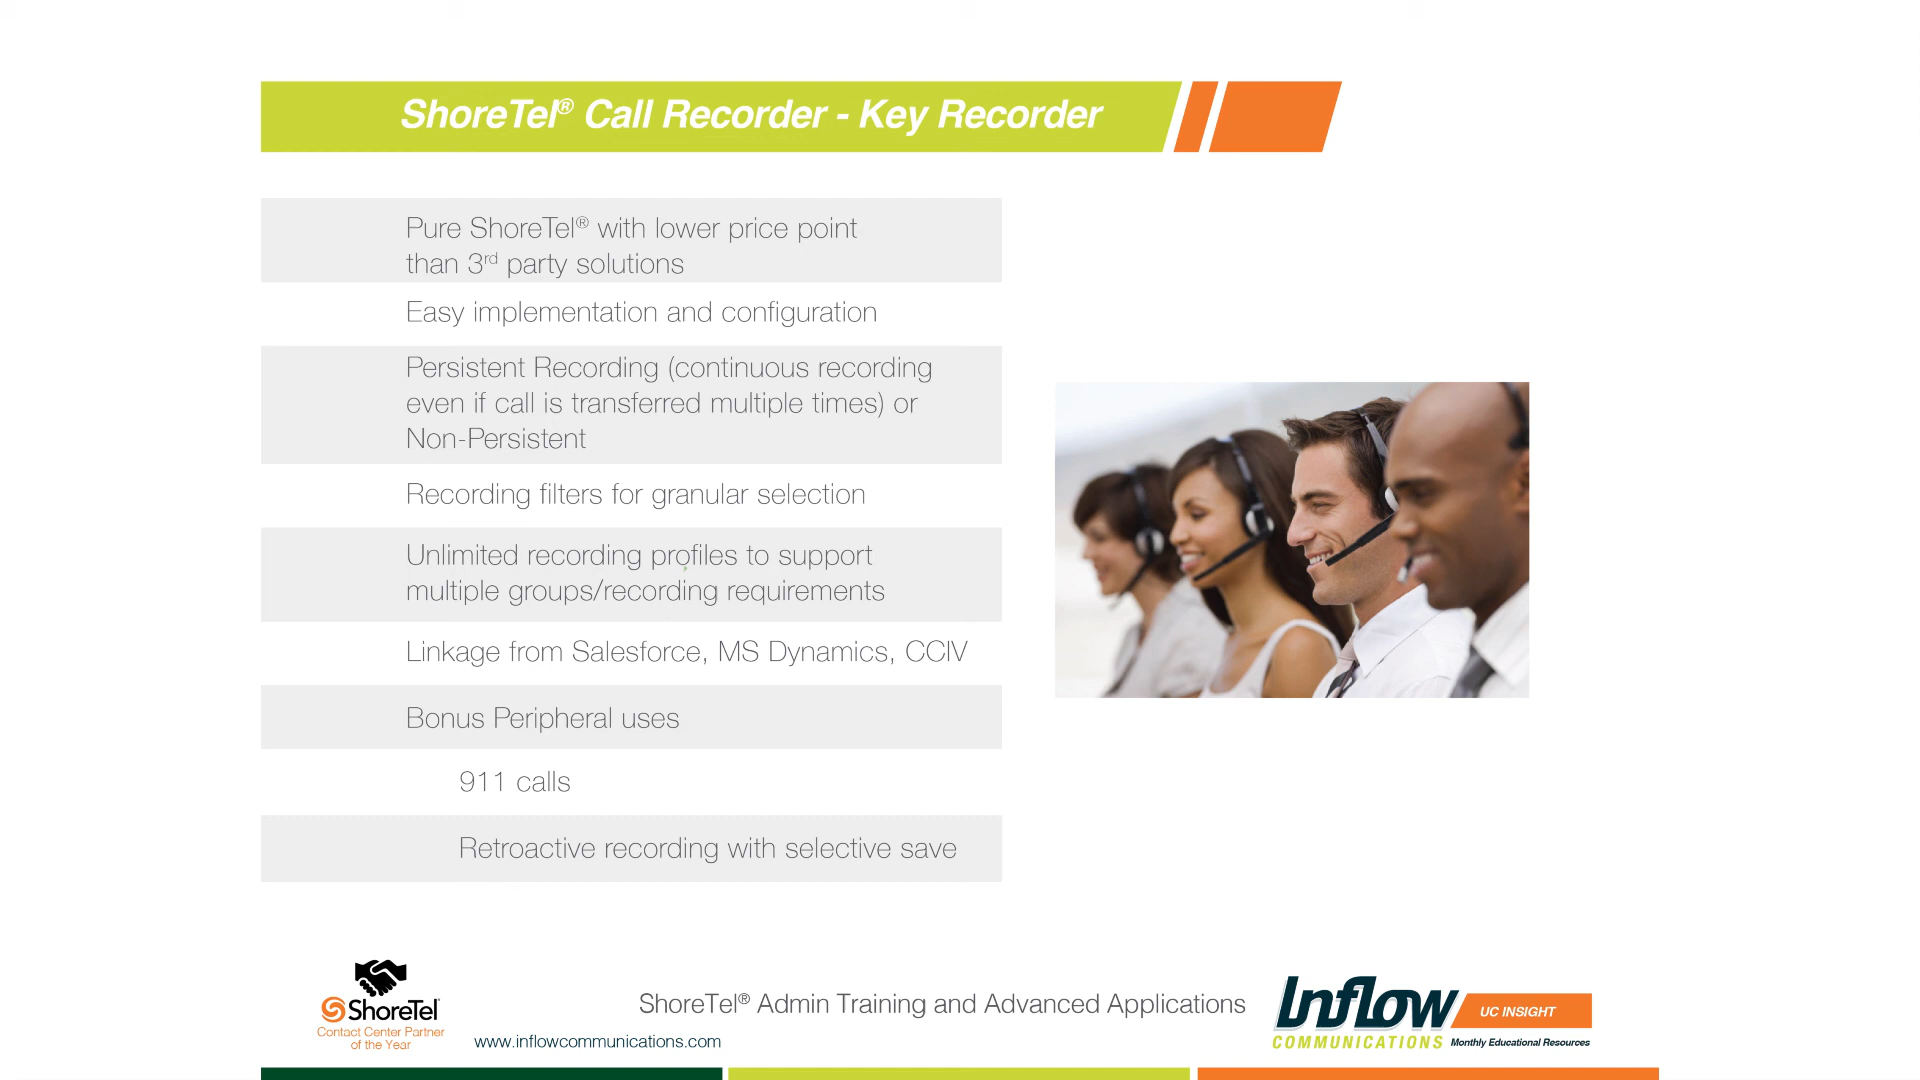 ShoreTel® Call Recorder - Key Recorder
Pure ShoreTel® with lower price point
than 3rd party solutions
Easy implementation and configuration
Persistent Recording (continuous recording
even if call is transferred multiple times) or
Non-Persistent
Recording filters for granular selection
Unlimited recording profiles to support
multiple groups/recording requirements
Linkage from Salesforce, MS Dynamics, CCIV
Bonus Peripheral uses
911 calls
Retroactive recording with selective save
ShoreTel
Contact Center Partner
of the Year
www.inflowcommunications.com
ShoreTel® Admin Training and Advanced Applications
Inflow
COMMUNICATIONS
UC INSIGHT
Monthly Educational Resources